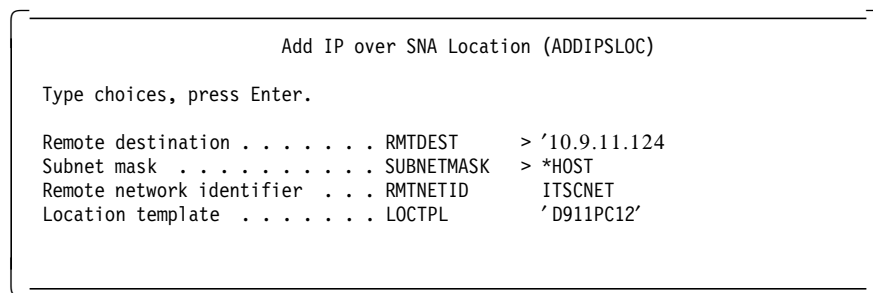 Add IP over SNA Location (ADDIPSLOC)
Type choices, press Enter.
Remote destination . . . . . . . RMTDEST > '10.9.11.124
Subnet mask . . . . . . . . . . SUBNETMASK > *HOST
Remote network identifier . . . RMTNETID ITSCNET
Location template . . . . . . . LOCTPL 'D911PC12'